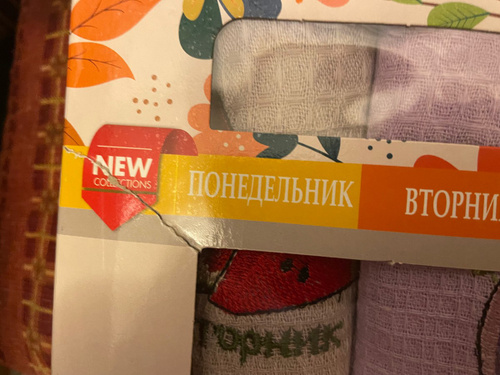 NEW
COLLECTIONS
ПОНЕДЕЛЬНИК
ВТОРНИ
торник